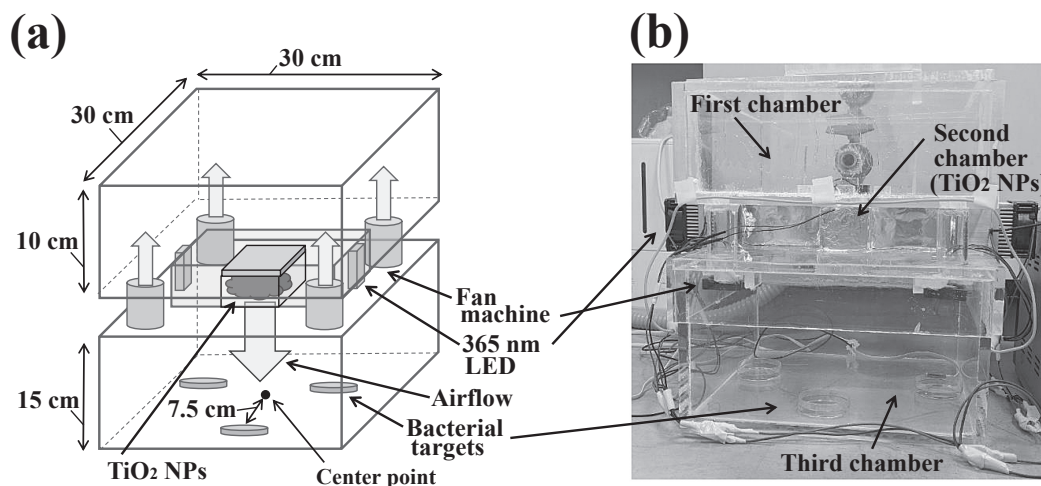 (a)
(b)
30 cm
30 cm
10 cm
15 cm
7.5 cm
TiO2 NPs
Center point
Fan
machine
365 nm
LED
Airflow
Bacterial
targets
First chamber
Second
chamber
(TiO2 NPs)
Third chamber